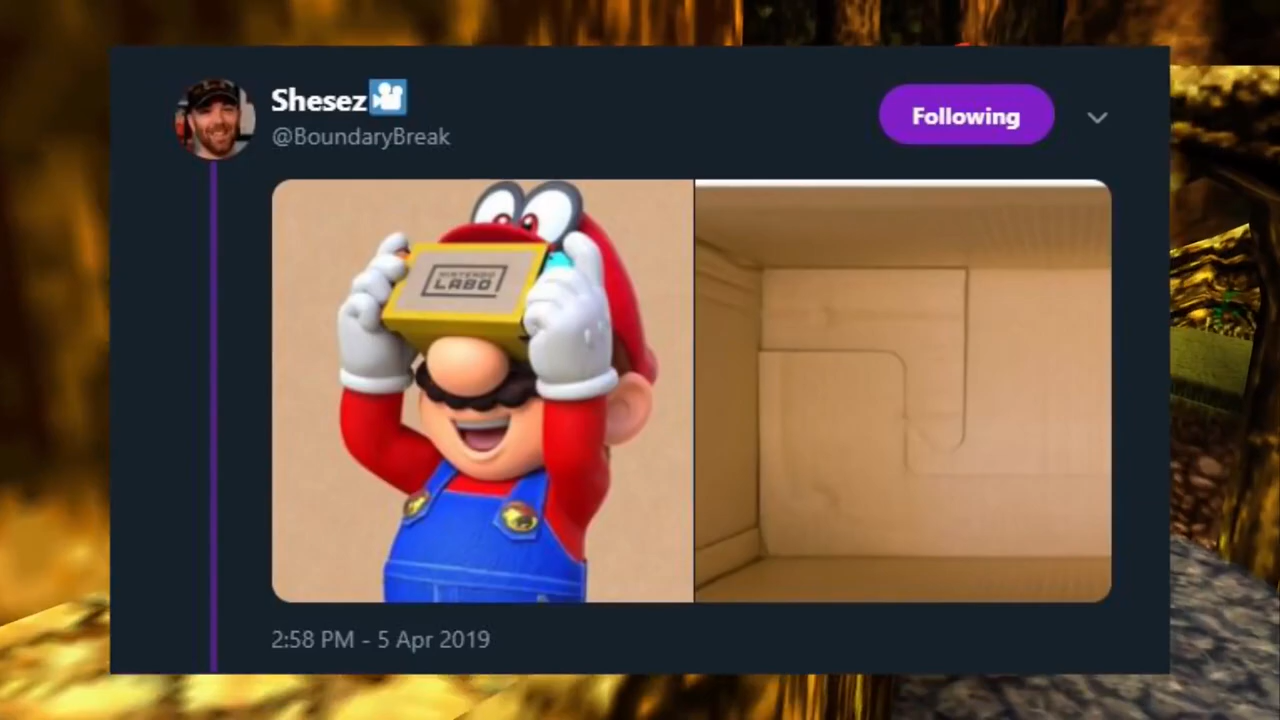 Shesez🎦
@BoundaryBreak
Following
NINTENDO
LABO
2:58 PM - 5 Apr 2019